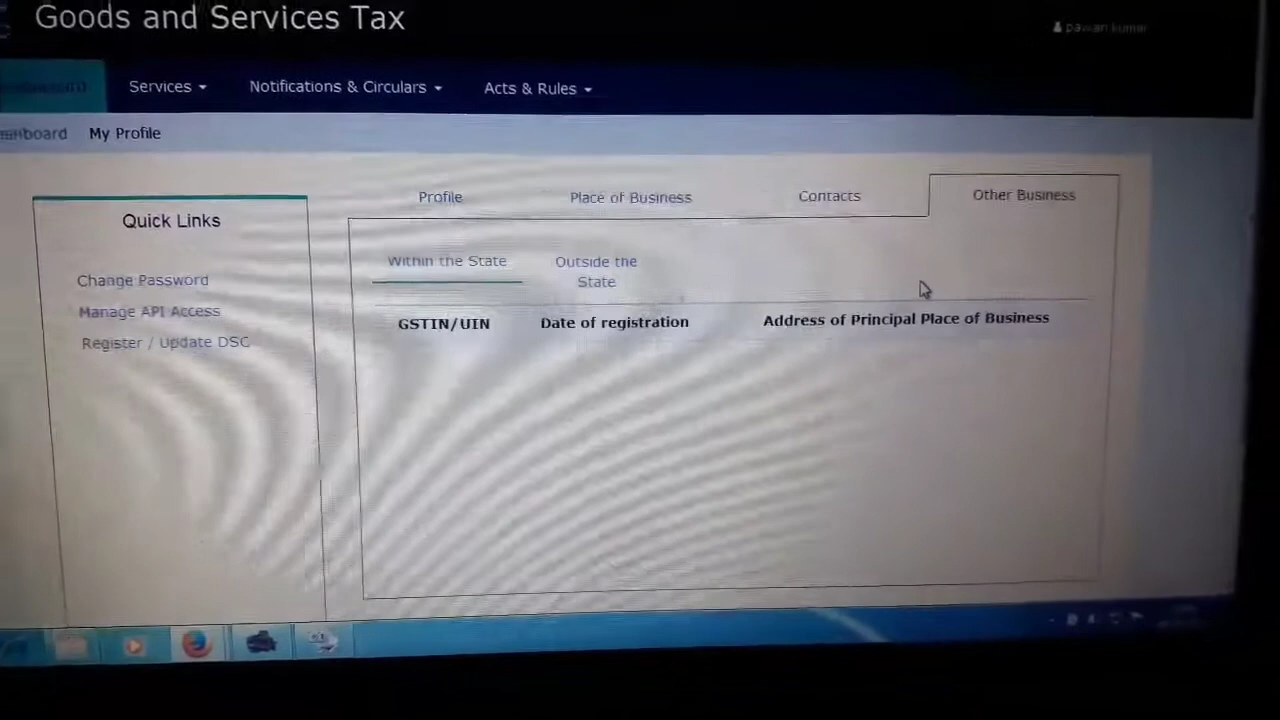 Goods and Services Tax
pawan kumar
Services
Notifications & Circulars
Acts & Rules
My Profile
Profile
Place of Business
Contacts
Other Business
Quick Links
Change Password
Manage API Access
Register / Update DSC
Within the State
Outside the
State
GSTIN/UIN
Date of registration
Address of Principal Place of Business